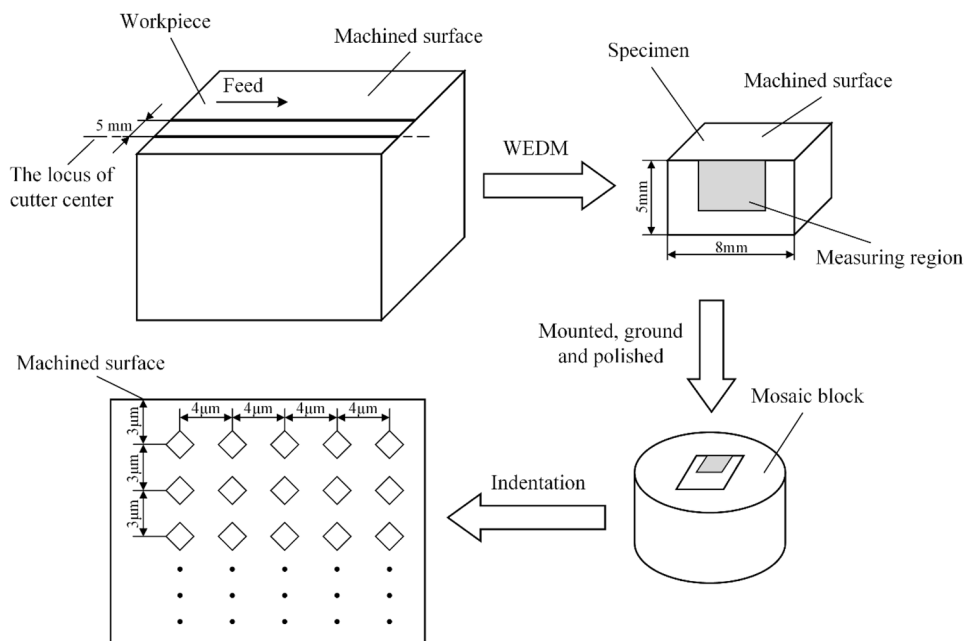 Workpiece
Machined surface
Feed
5 mm
The locus of
cutter center
WEDM
Specimen
Machined surface
5mm
8mm
Measuring region
Mounted, ground
and polished
Mosaic block
Indentation
Machined surface
4μm 4μm 4μm 4μm
3μm
3μm
3μm